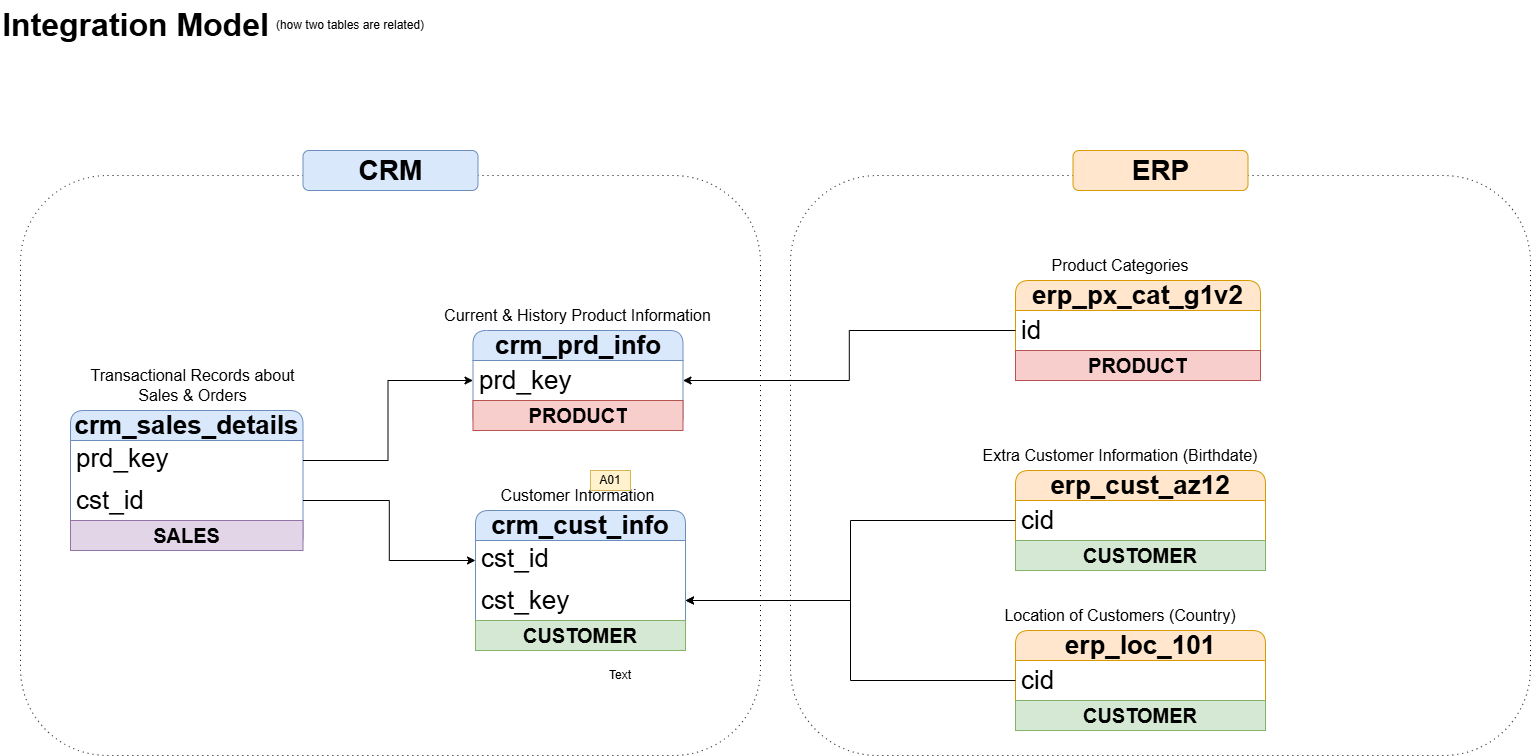 Integration Model (how two tables are related)
CRM
ERP
Product Categories
erp_px_cat_g1v2
id
PRODUCT
Current & History Product Information
crm_prd_info
prd_key
PRODUCT
Transactional Records about
Sales & Orders
crm_sales_details
prd_key
cst_id
SALES
A01
Customer Information
crm_cust_info
cst_id
cst_key
CUSTOMER
Text
Extra Customer Information (Birthdate)
erp_cust_az12
cid
CUSTOMER
Location of Customers (Country)
erp_loc_101
cid
CUSTOMER